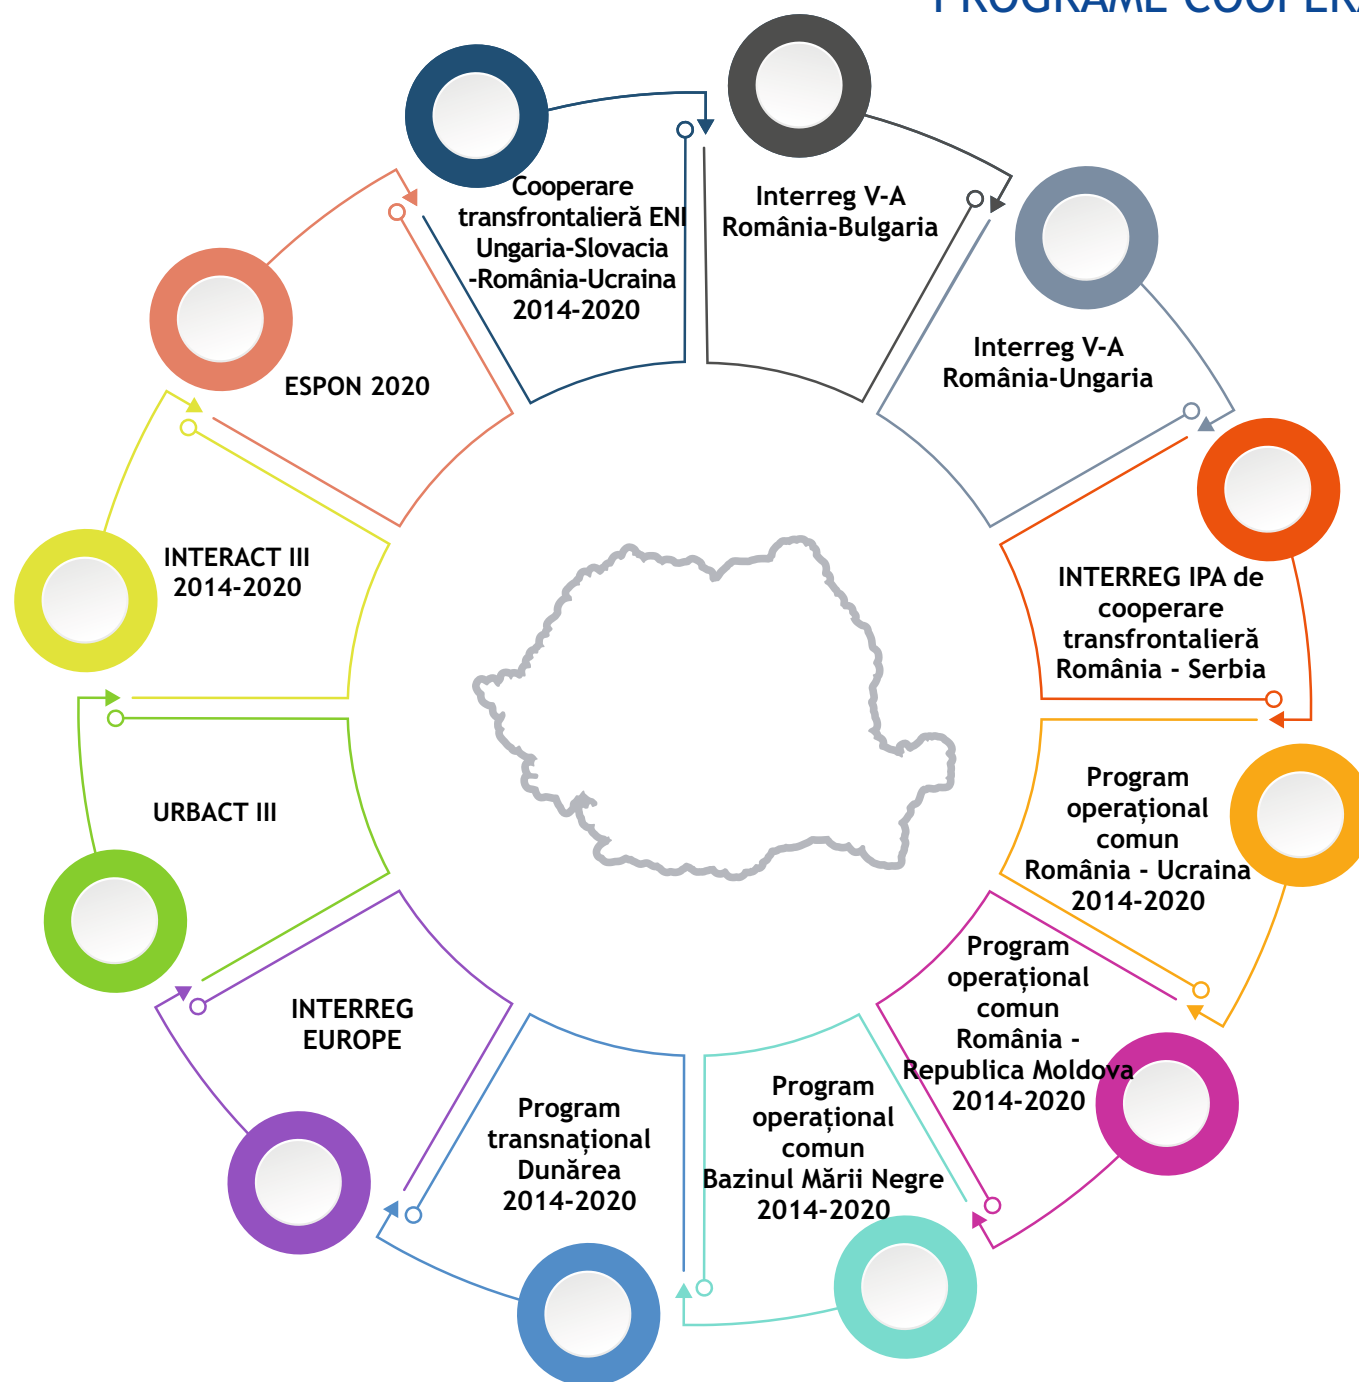 PROGRAME COOPERA
Cooperare
transfrontalieră ENI
Ungaria-Slovacia
-România-Ucraina
2014-2020
Interreg V-A
România-Bulgaria
Interreg V-A
România-Ungaria
INTERREG IPA de
cooperare
transfrontalieră
România - Serbia
Program
operațional
comun
România - Ucraina
2014-2020
Program
operațional
comun
România -
Republica Moldova
2014-2020
Program
operațional
comun
Bazinul Mării Negre
2014-2020
Program
transnațional
Dunărea
2014-2020
INTERREG
EUROPE
URBACT III
INTERACT III
2014-2020
ESPON 2020